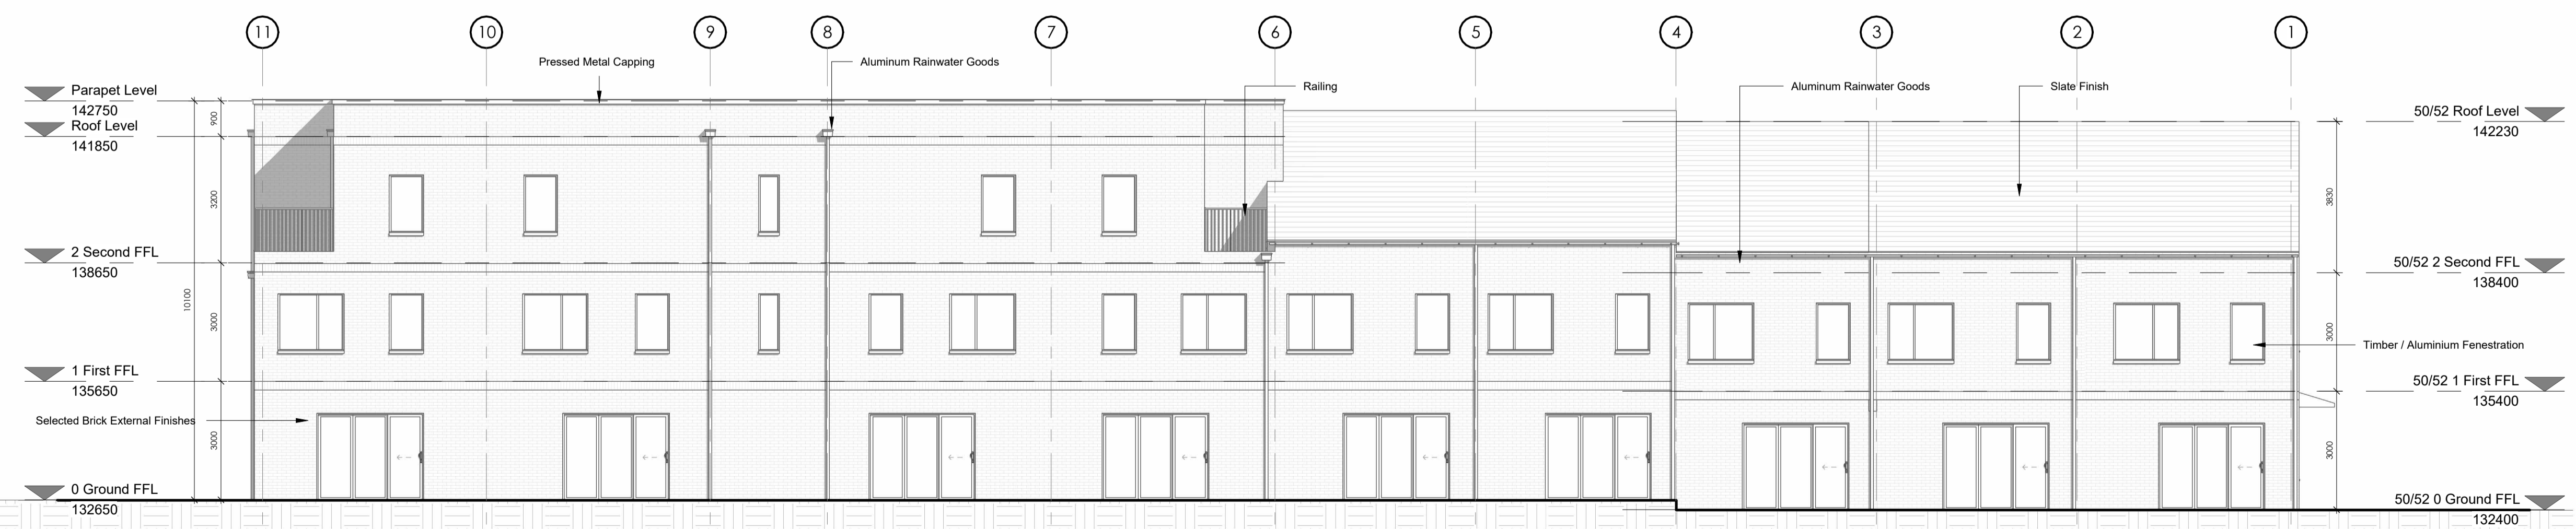 11
10
9
8
7
6
5
4
3
2
1
Pressed Metal Capping
Aluminum Rainwater Goods
Railing
Aluminum Rainwater Goods
Slate Finish
Parapet Level
142750
Roof Level
141850
2 Second FFL
138650
1 First FFL
135650
Selected Brick External Finishes
0 Ground FFL
132650
900
3200
3000
3000
10100
50/52 Roof Level
142230
50/52 2 Second FFL
138400
Timber / Aluminium Fenestration
50/52 1 First FFL
135400
50/52 0 Ground FFL
132400
3830
3000
3000